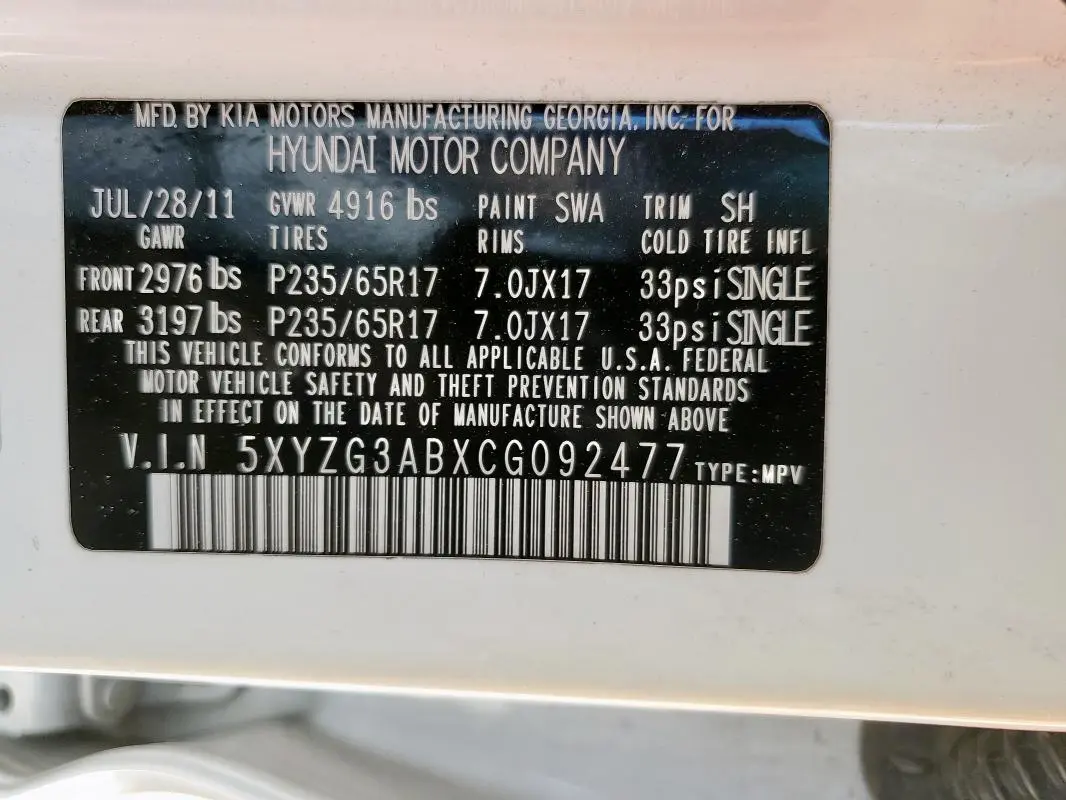 MFD. BY KIA MOTORS MANUFACTURING GEORGIA, INC. FOR
HYUNDAI MOTOR COMPANY
JUL/28/11 GVWR 4916 lbs PAINT SWA TRIM SH
GAWR TIRES RIMS COLD TIRE INFL
FRONT 2976 lbs P235/65R17 7.0JX17 33psi SINGLE
REAR 3197 lbs P235/65R17 7.0JX17 33psi SINGLE
THIS VEHICLE CONFORMS TO ALL APPLICABLE U.S.A. FEDERAL
MOTOR VEHICLE SAFETY AND THEFT PREVENTION STANDARDS
IN EFFECT ON THE DATE OF MANUFACTURE SHOWN ABOVE
V.I.N 5XYZG3ABXCG092477 TYPE:MPV